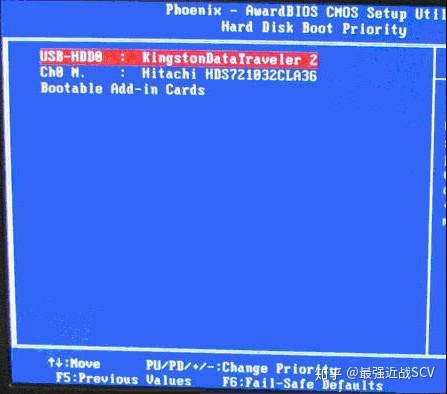 Phoenix - AwardBIOS CMOS Setup Util
Hard Disk Boot Priority
USB-HDD0 : KingstonDataTraveler 2
Ch0 M. : Hitachi HDS721032CLA36
Bootable Add-in Cards
↑↓:Move PU/PD/+/-:Change Priority
F5:Previous Values F6:Fail-Safe Defaults
知乎 @最强近战SCV